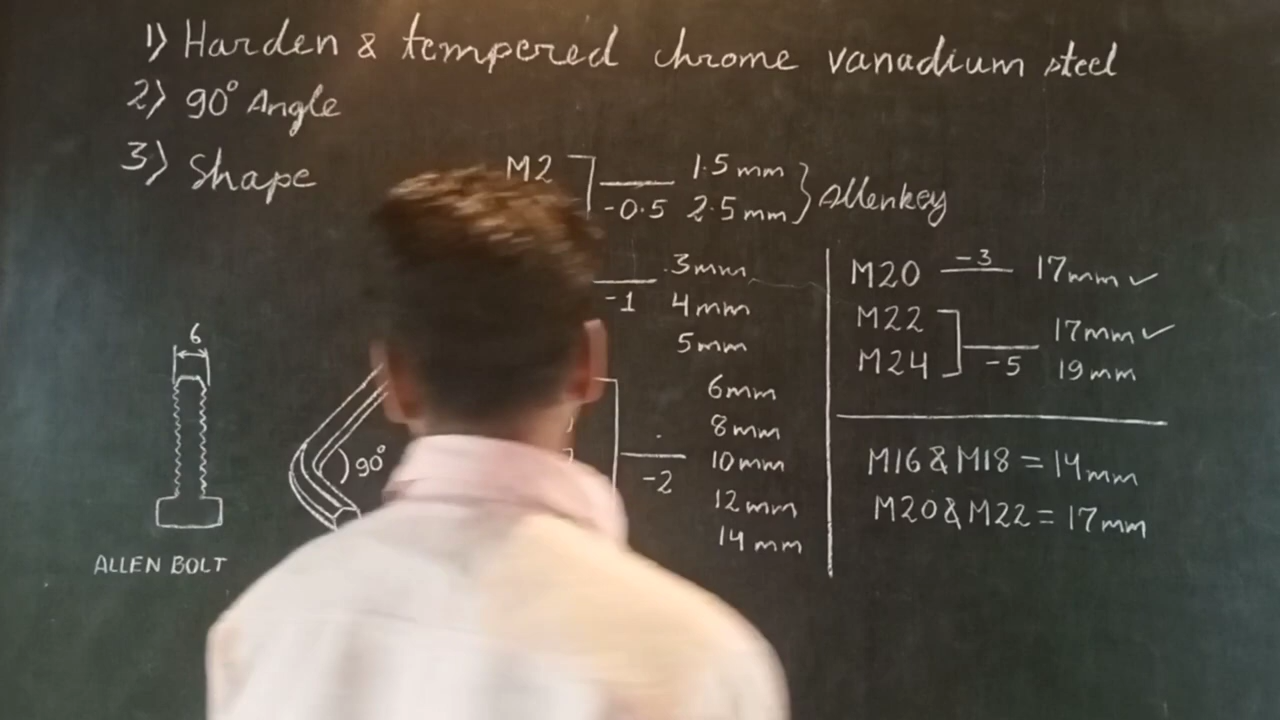 1) Harden & tempered chrome vanadium steel
2) 90° Angle
3) Shape
M2
1.5 mm
-0.5 2.5 mm
Allenkey
3mm
-1 4mm
5mm
6mm
8mm
10mm
-2
12mm
14mm
M20 -3 17mm ✓
M22
M24
-5
17mm ✓
19mm
M16 & M18 = 14mm
M20 & M22 = 17mm
6
90°
ALLEN BOLT